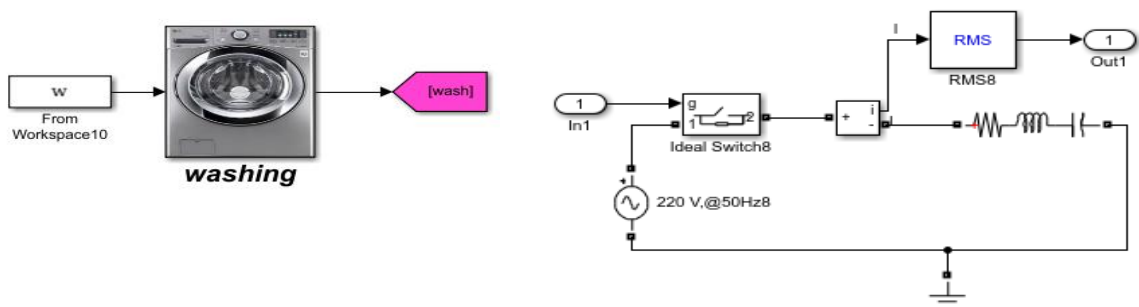 w
From
Workspace10
washing
[wash]
1
In1
g
1
2
Ideal Switch8
220 V,@50Hz8
+
+
i
-
I
RMS
RMS8
1
Out1